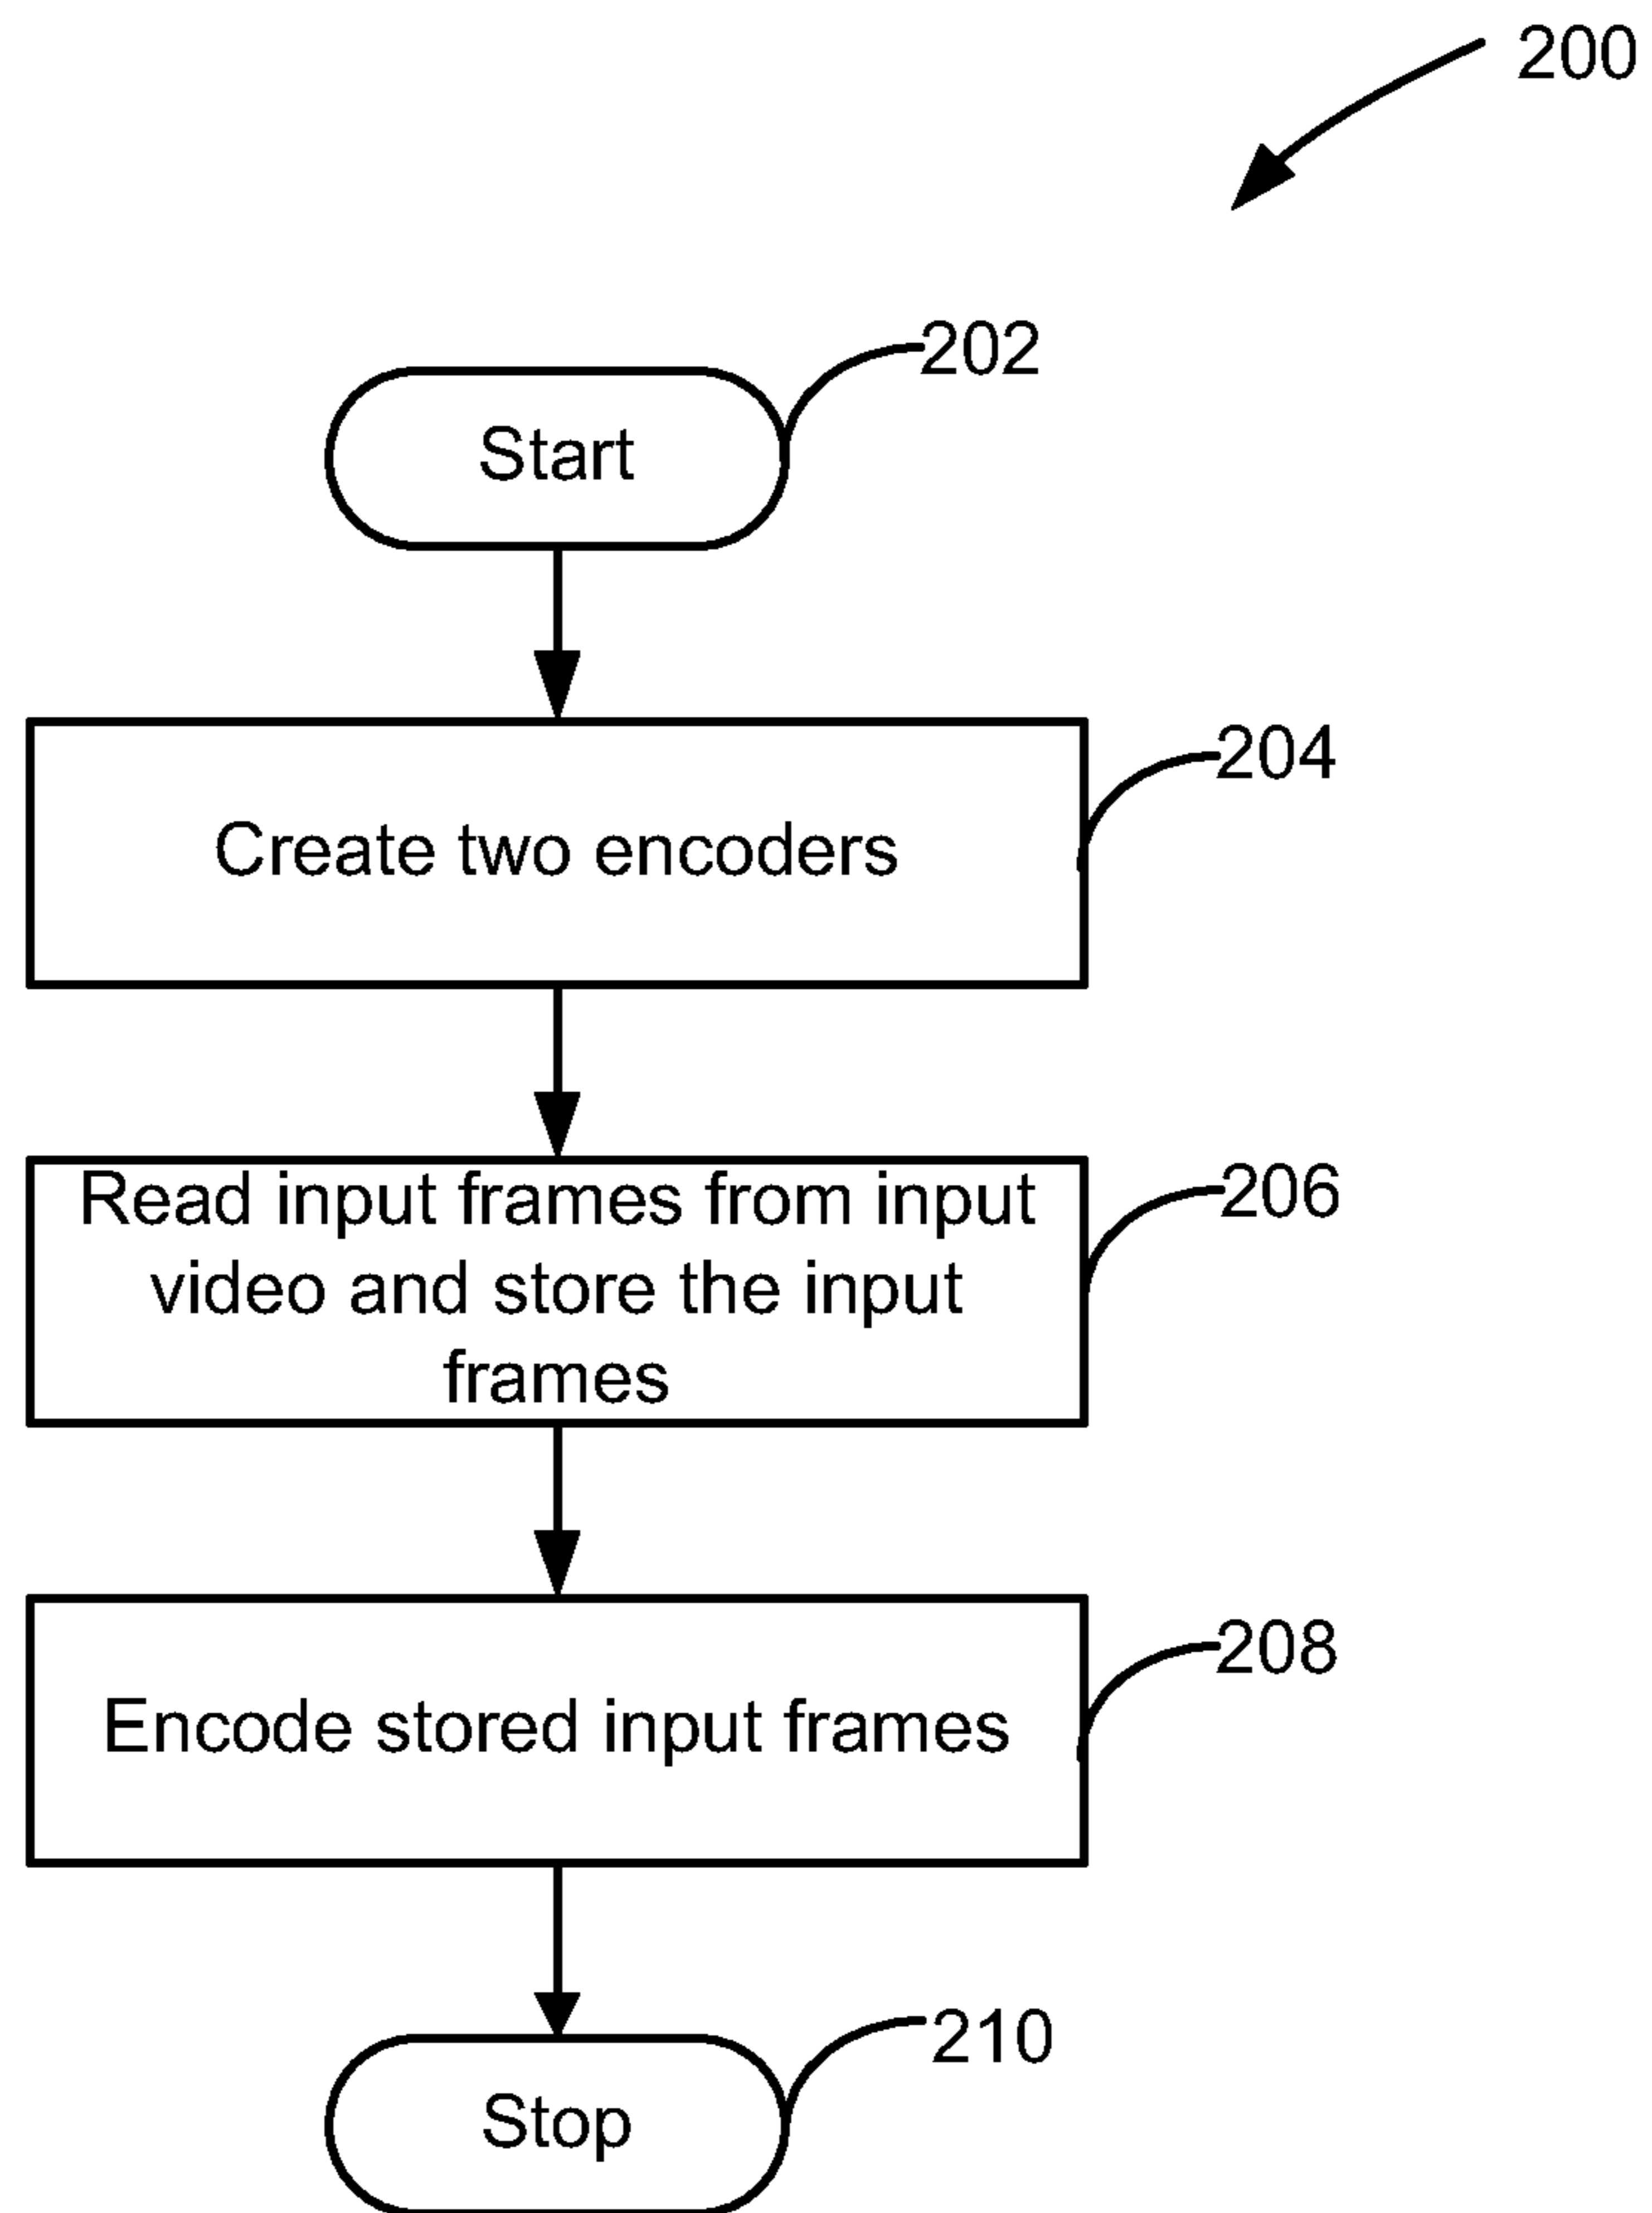 200
202
Start
204
Create two encoders
206
Read input frames from input
video and store the input
frames
208
Encode stored input frames
210
Stop